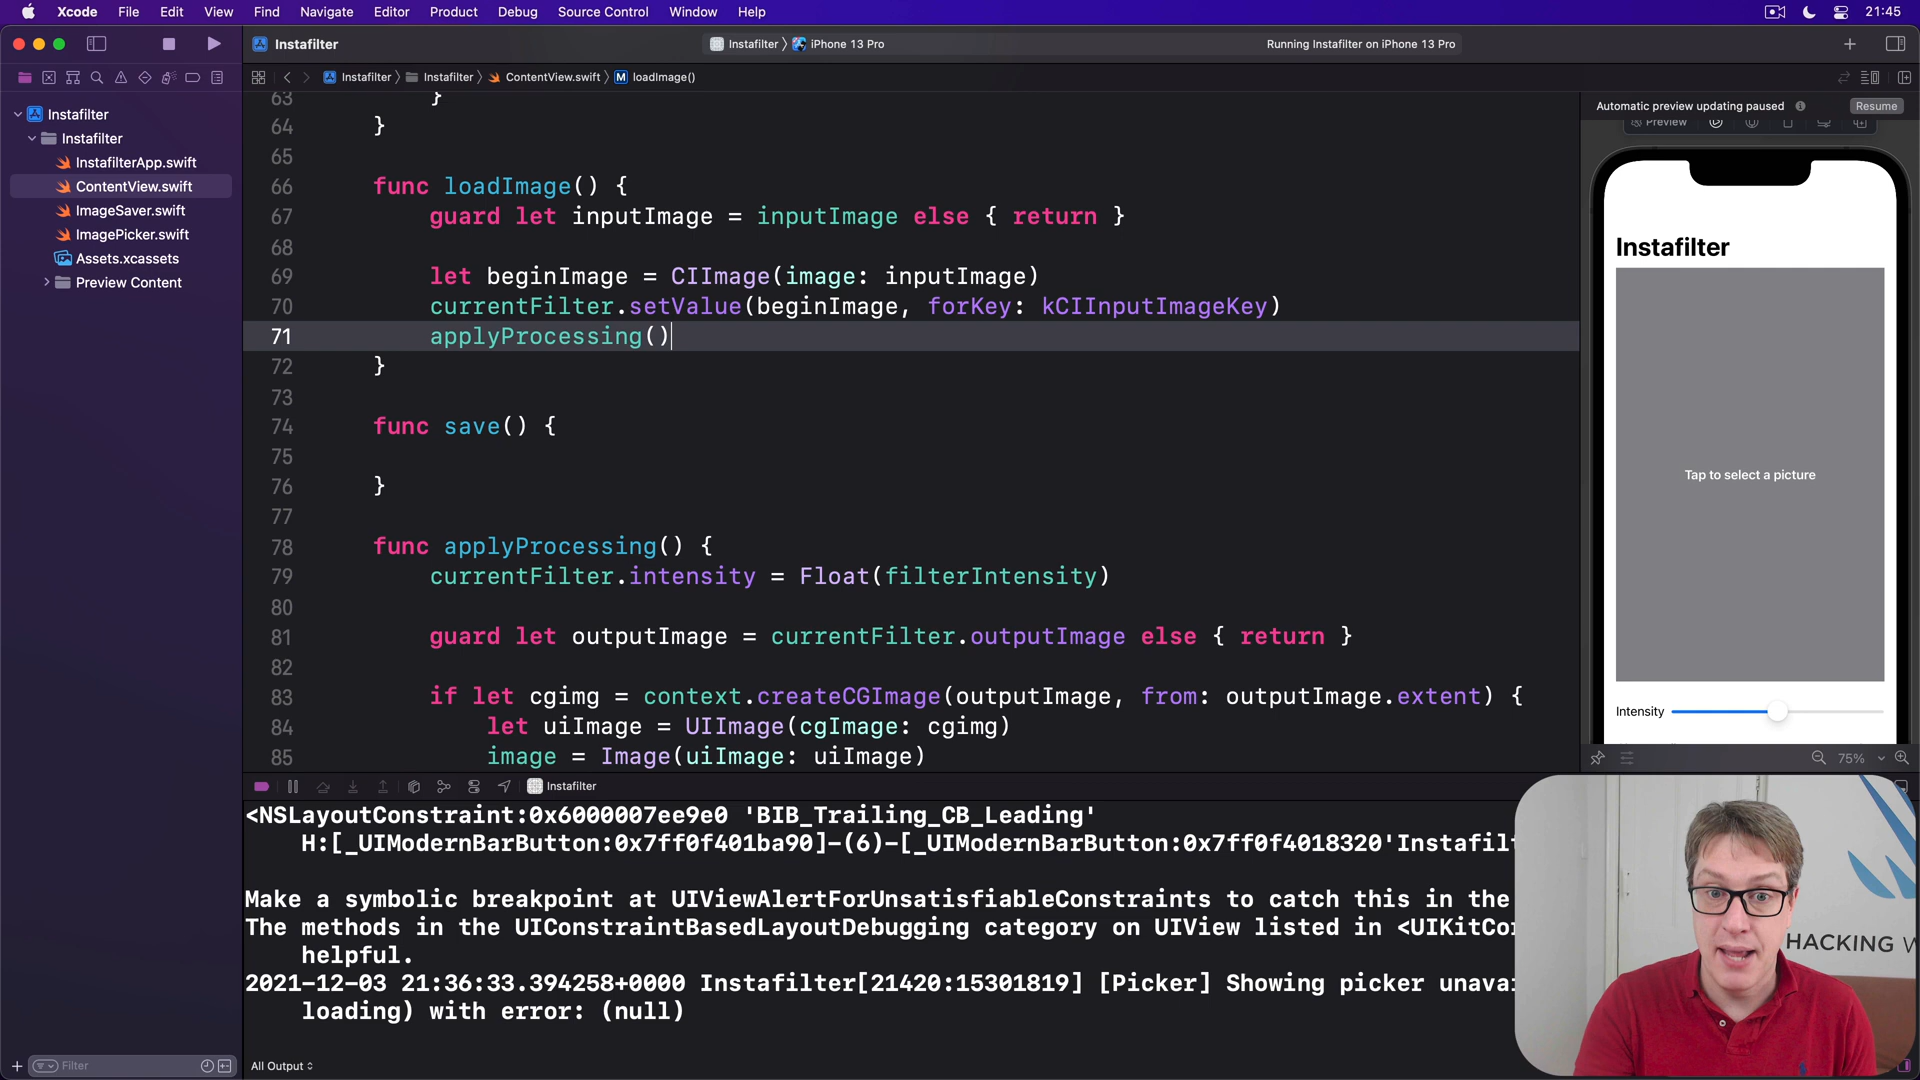 Xcode File Edit View Find Navigate Editor Product Debug Source Control Window Help 21:45
Instafilter
Instafilter iPhone 13 Pro
Running Instafilter on iPhone 13 Pro
Instafilter Instafilter ContentView.swift M loadImage()
Instafilter
Instafilter
InstafilterApp.swift
ContentView.swift
ImageSaver.swift
ImagePicker.swift
Assets.xcassets
Preview Content
Filter
63 }
64 }
65
66 func loadImage() {
67 guard let inputImage = inputImage else { return }
68
69 let beginImage = CIImage(image: inputImage)
70 currentFilter.setValue(beginImage, forKey: kCIInputImageKey)
71 applyProcessing()
72 }
73
74 func save() {
75
76 }
77
78 func applyProcessing() {
79 currentFilter.intensity = Float(filterIntensity)
80
81 guard let outputImage = currentFilter.outputImage else { return }
82
83 if let cgimg = context.createCGImage(outputImage, from: outputImage.extent) {
84 let uiImage = UIImage(cgImage: cgimg)
85 image = Image(uiImage: uiImage)
Automatic preview updating paused Resume
Preview
Instafilter
Tap to select a picture
Intensity
75%
Instafilter
<NSLayoutConstraint:0x6000007ee9e0 'BIB_Trailing_CB_Leading'
H:[_UIModernBarButton:0x7ff0f401ba90]-(6)-[_UIModernBarButton:0x7ff0f4018320'Instafilt
Make a symbolic breakpoint at UIViewAlertForUnsatisfiableConstraints to catch this in the
The methods in the UIConstraintBasedLayoutDebugging category on UIView listed in <UIKitCor
helpful.
2021-12-03 21:36:33.394258+0000 Instafilter[21420:15301819] [Picker] Showing picker unavai
loading) with error: (null)
All Output
HACKING W